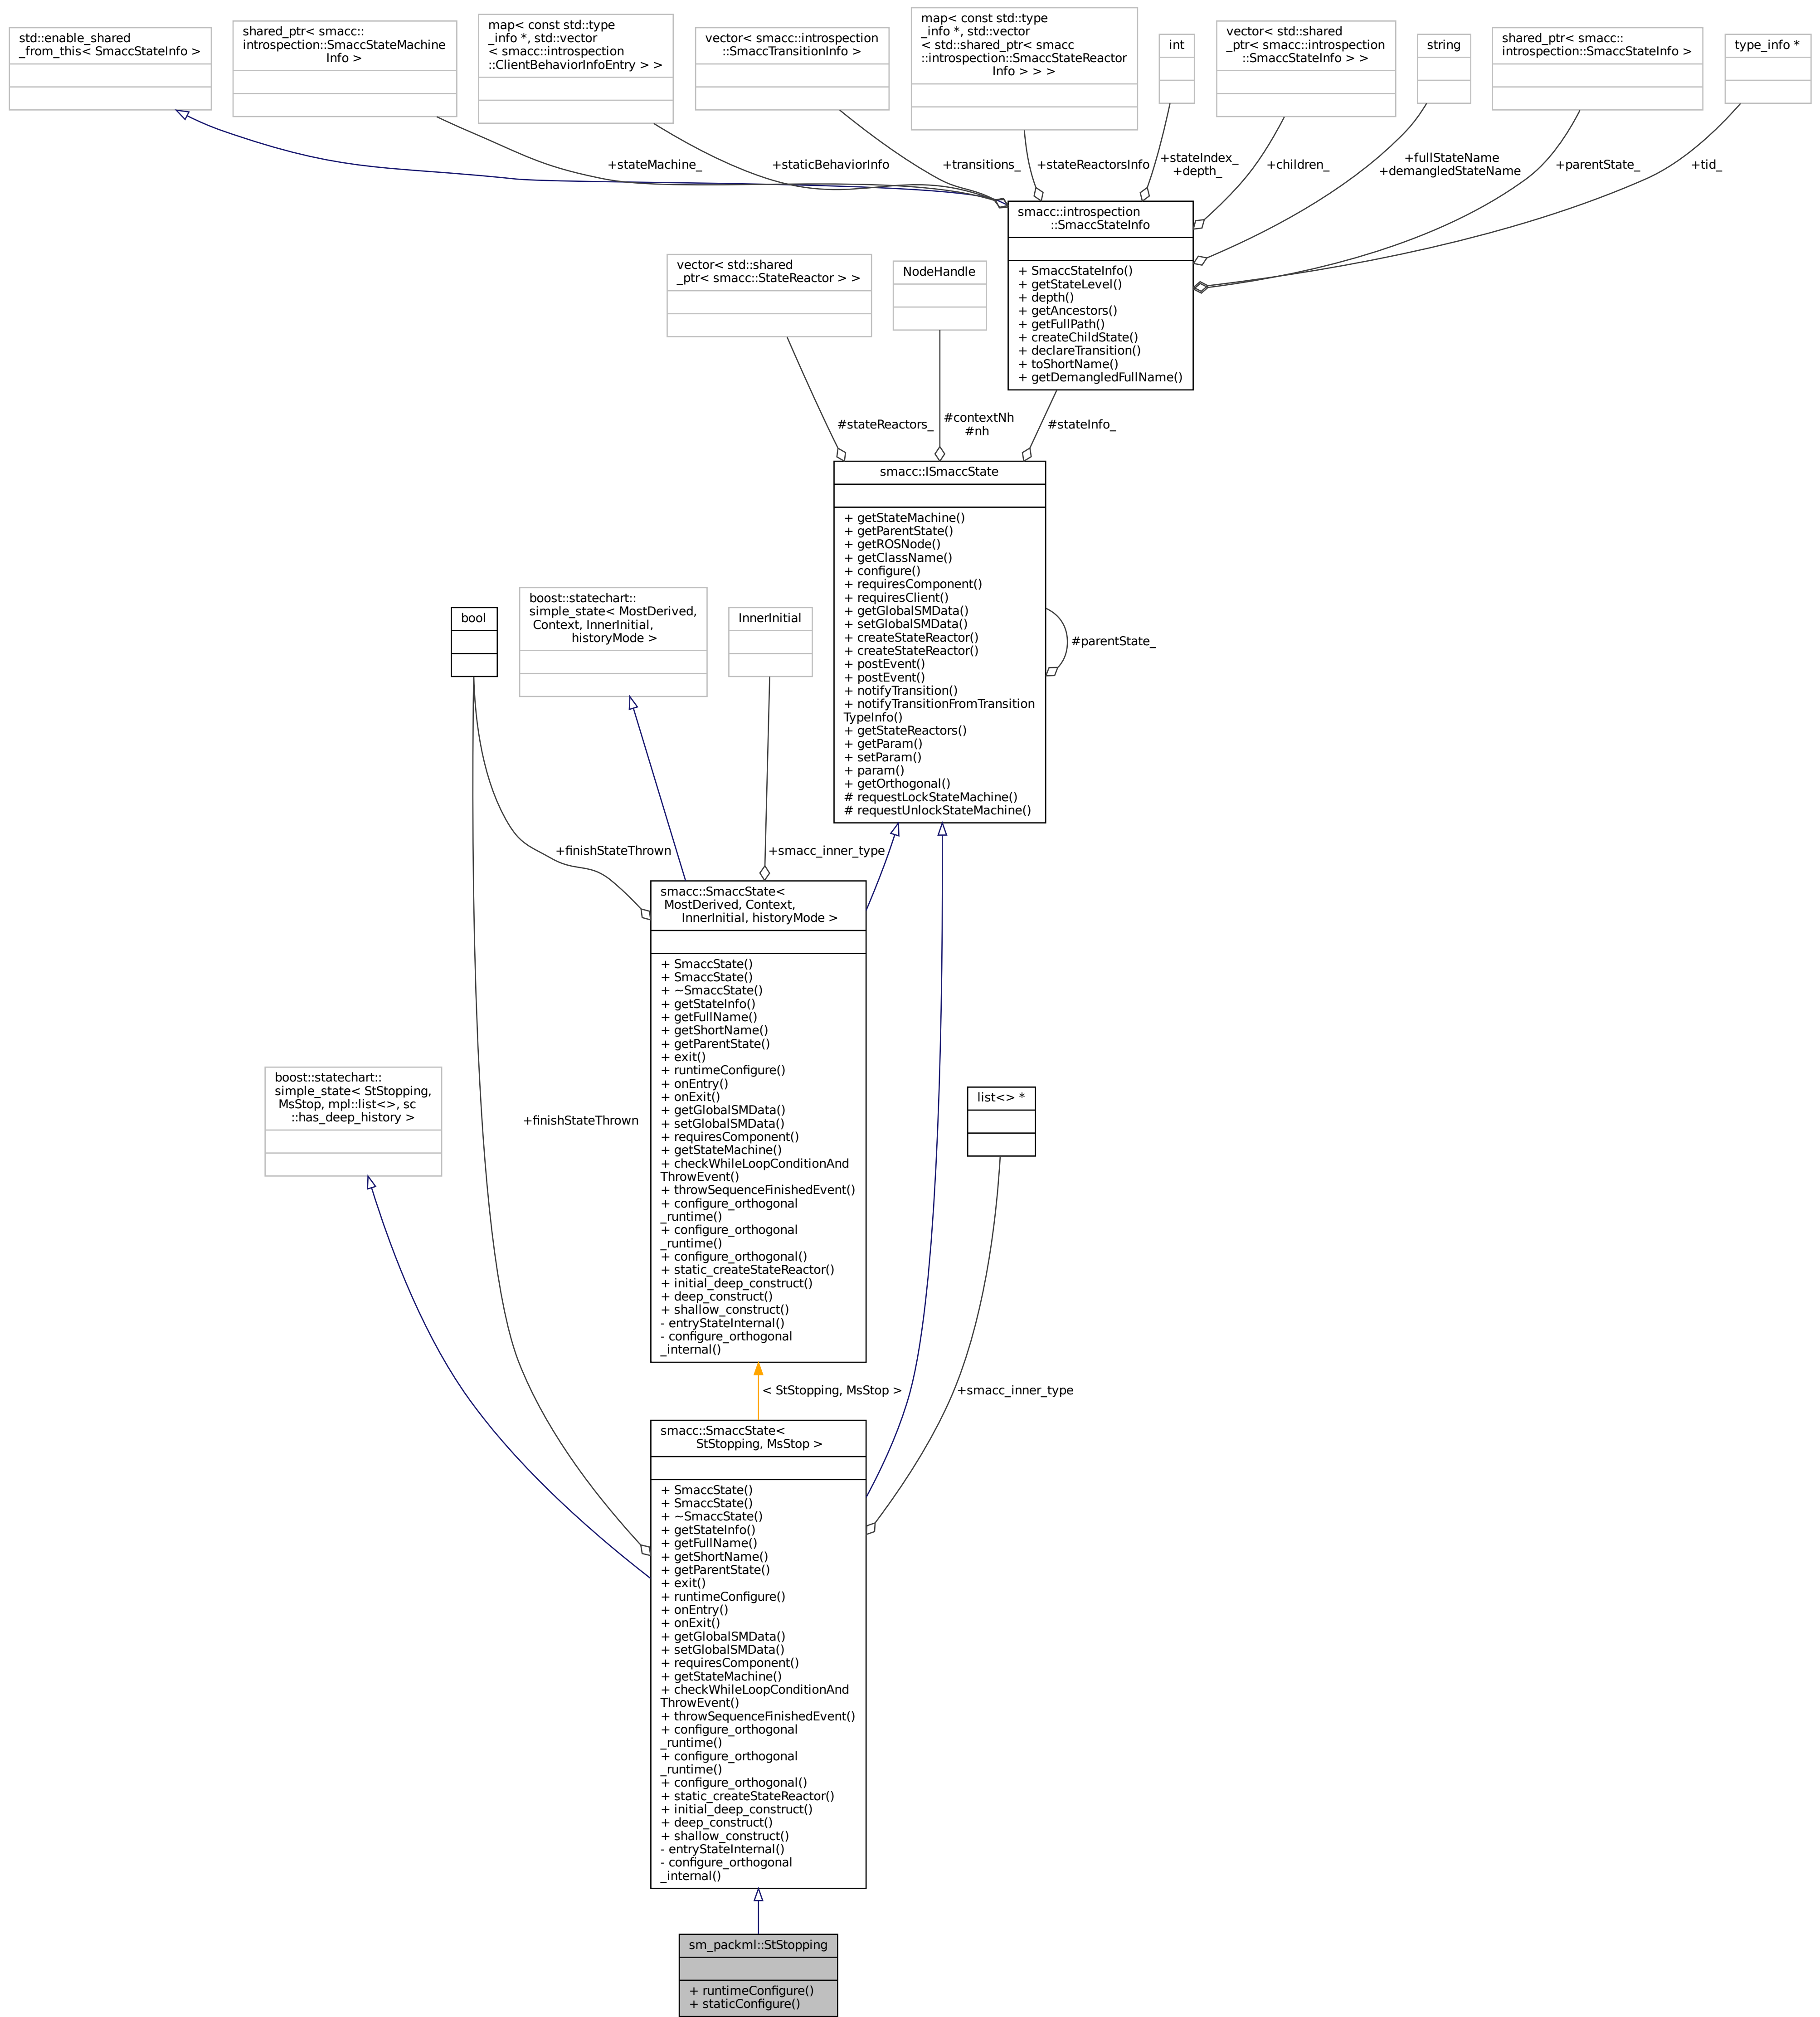 std::enable_shared
_from_this< SmaccStateInfo >
shared_ptr< smacc::
introspection::SmaccStateMachine
Info >
map< const std::type
_info *, std::vector
< smacc::introspection
::ClientBehaviorInfoEntry > >
vector< smacc::introspection
::SmaccTransitionInfo >
map< const std::type
_info *, std::vector
< std::shared_ptr< smacc
::introspection::SmaccStateReactor
Info > > >
int
vector< std::shared
_ptr< smacc::introspection
::SmaccStateInfo > >
string
shared_ptr< smacc::
introspection::SmaccStateInfo >
type_info *
+stateMachine_
+staticBehaviorInfo
+transitions_
+stateReactorsInfo
+stateIndex_
+depth_
+children_
+fullStateName
+demangledStateName
+parentState_
+tid_
smacc::introspection
::SmaccStateInfo
+ SmaccStateInfo()
+ getStateLevel()
+ depth()
+ getAncestors()
+ getFullPath()
+ createChildState()
+ declareTransition()
+ toShortName()
+ getDemangledFullName()
vector< std::shared
_ptr< smacc::StateReactor > >
NodeHandle
#stateReactors_
#contextNh
#nh
#stateInfo_
smacc::ISmaccState
+ getStateMachine()
+ getParentState()
+ getROSNode()
+ getClassName()
+ configure()
+ requiresComponent()
+ requiresClient()
+ getGlobalSMData()
+ setGlobalSMData()
+ createStateReactor()
+ createStateReactor()
+ postEvent()
+ postEvent()
+ notifyTransition()
+ notifyTransitionFromTransition
TypeInfo()
+ getStateReactors()
+ getParam()
+ setParam()
+ param()
+ getOrthogonal()
# requestLockStateMachine()
# requestUnlockStateMachine()
#parentState_
bool
boost::statechart::
simple_state< MostDerived,
Context, InnerInitial,
historyMode >
InnerInitial
+finishStateThrown
+smacc_inner_type
smacc::SmaccState<
MostDerived, Context,
InnerInitial, historyMode >
+ SmaccState()
+ SmaccState()
+ ~SmaccState()
+ getStateInfo()
+ getFullName()
+ getShortName()
+ getParentState()
+ exit()
+ runtimeConfigure()
+ onEntry()
+ onExit()
+ getGlobalSMData()
+ setGlobalSMData()
+ requiresComponent()
+ getStateMachine()
+ checkWhileLoopConditionAnd
ThrowEvent()
+ throwSequenceFinishedEvent()
+ configure_orthogonal
_runtime()
+ configure_orthogonal
_runtime()
+ configure_orthogonal()
+ static_createStateReactor()
+ initial_deep_construct()
+ deep_construct()
+ shallow_construct()
- entryStateInternal()
- configure_orthogonal
_internal()
boost::statechart::
simple_state< StStopping,
MsStop, mpl::list<>, sc
::has_deep_history >
+finishStateThrown
list<> *
< StStopping, MsStop >
+smacc_inner_type
smacc::SmaccState<
StStopping, MsStop >
+ SmaccState()
+ SmaccState()
+ ~SmaccState()
+ getStateInfo()
+ getFullName()
+ getShortName()
+ getParentState()
+ exit()
+ runtimeConfigure()
+ onEntry()
+ onExit()
+ getGlobalSMData()
+ setGlobalSMData()
+ requiresComponent()
+ getStateMachine()
+ checkWhileLoopConditionAnd
ThrowEvent()
+ throwSequenceFinishedEvent()
+ configure_orthogonal
_runtime()
+ configure_orthogonal
_runtime()
+ configure_orthogonal()
+ static_createStateReactor()
+ initial_deep_construct()
+ deep_construct()
+ shallow_construct()
- entryStateInternal()
- configure_orthogonal
_internal()
sm_packml::StStopping
+ runtimeConfigure()
+ staticConfigure()